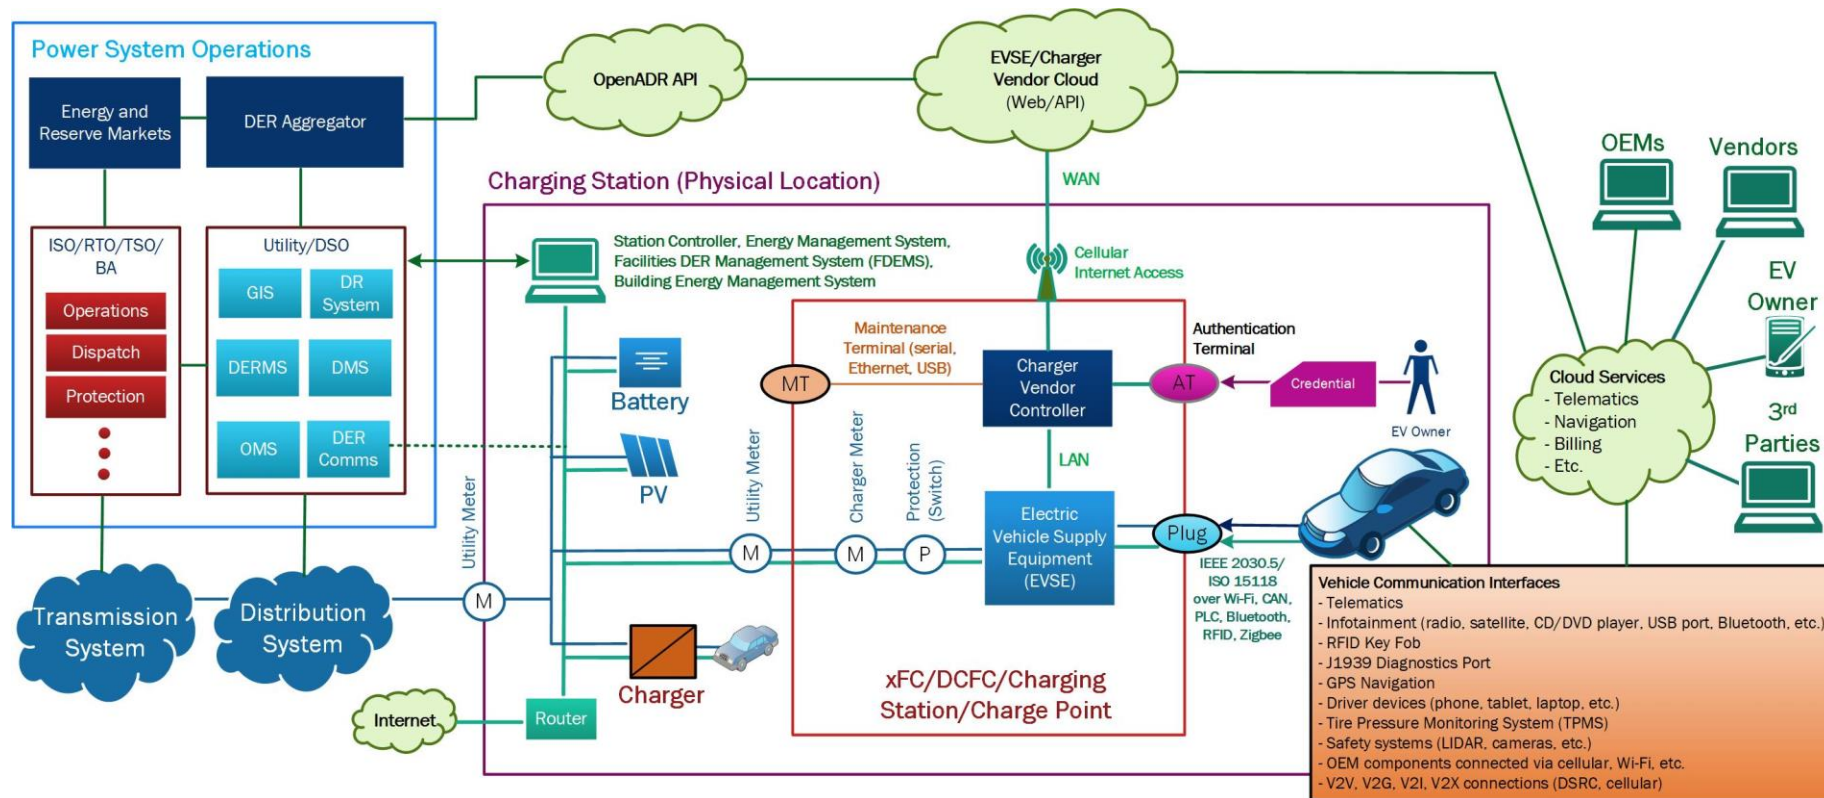 Power System Operations
Energy and
Reserve Markets
DER Aggregator
OpenADR API
EVSE/Charger
Vendor Cloud
(Web/API)
OEMs
Vendors
EV
Owner
3rd
Parties
WAN
Charging Station (Physical Location)
ISO/RTO/TSO/
BA
Operations
Dispatch
Protection
Utility/DSO
GIS
DR
System
DERMS
DMS
OMS
DER
Comms
Station Controller, Energy Management System,
Facilities DER Management System (FDEMS),
Building Energy Management System
Cellular
Internet Access
Maintenance
Terminal (serial,
Ethernet, USB)
MT
Charger
Vendor
Controller
Authentication
Terminal
AT
Credential
EV Owner
Cloud Services
- Telematics
- Navigation
- Billing
- Etc.
Battery
PV
LAN
Utility Meter
M
Utility Meter
M
Charger Meter
M
Protection
(Switch)
P
Electric
Vehicle Supply
Equipment
(EVSE)
Plug
IEEE 2030.5/
ISO 15118
over Wi-Fi, CAN,
PLC, Bluetooth,
RFID, Zigbee
Transmission
System
Distribution
System
Charger
Internet
Router
xFC/DCFC/Charging
Station/Charge Point
Vehicle Communication Interfaces
- Telematics
- Infotainment (radio, satellite, CD/DVD player, USB port, Bluetooth, etc.)
- RFID Key Fob
- J1939 Diagnostics Port
- GPS Navigation
- Driver devices (phone, tablet, laptop, etc.)
- Tire Pressure Monitoring System (TPMS)
- Safety systems (LIDAR, cameras, etc.)
- OEM components connected via cellular, Wi-Fi, etc.
- V2V, V2G, V2I, V2X connections (DSRC, cellular)